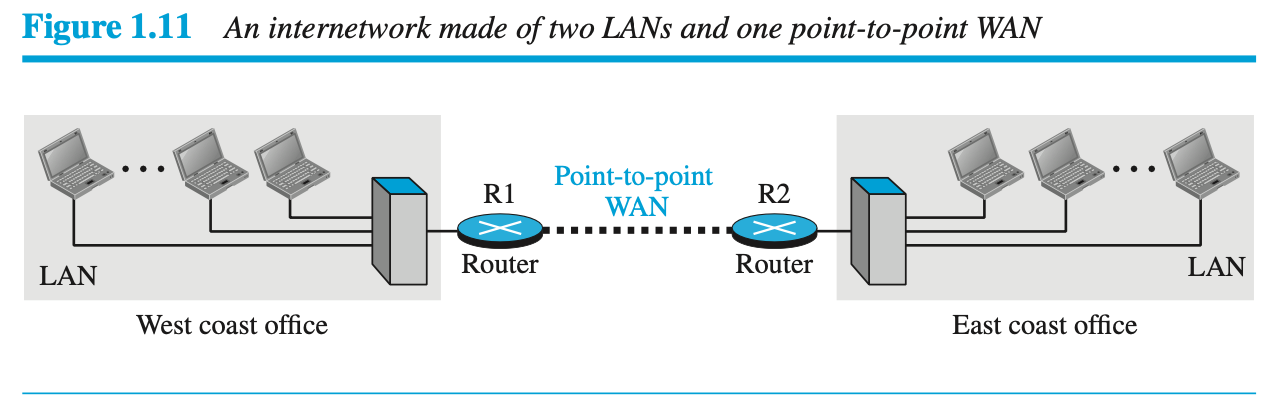 Figure 1.11 An internetwork made of two LANs and one point-to-point WAN
Point-to-point
WAN
R1
R2
Router
Router
LAN
LAN
West coast office
East coast office